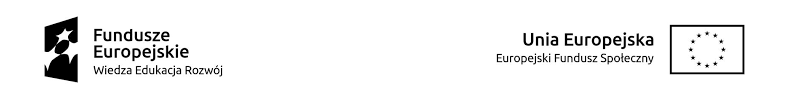 Fundusze
Europejskie
Wiedza Edukacja Rozwój
Unia Europejska
Europejski Fundusz Społeczny